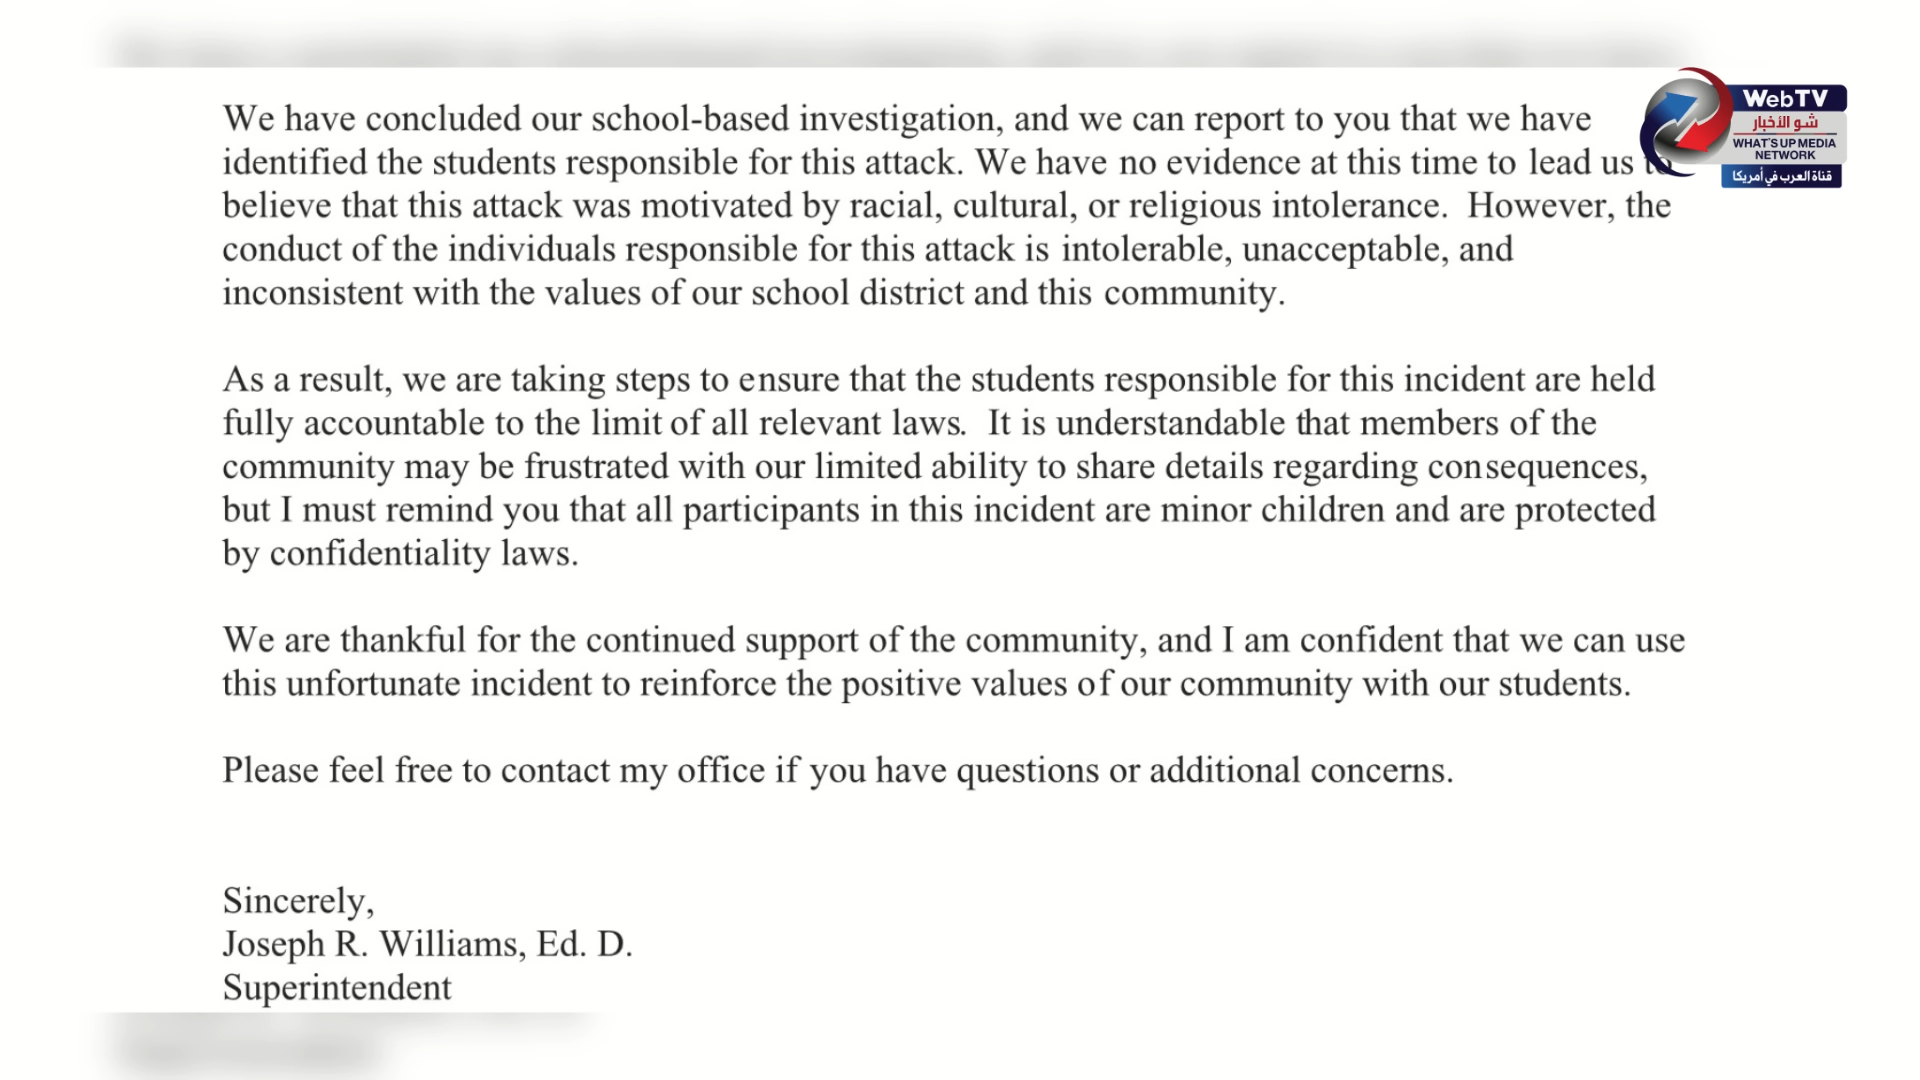 We have concluded our school-based investigation, and we can report to you that we have
identified the students responsible for this attack. We have no evidence at this time to lead us to
believe that this attack was motivated by racial, cultural, or religious intolerance.  However, the
conduct of the individuals responsible for this attack is intolerable, unacceptable, and
inconsistent with the values of our school district and this community.
As a result, we are taking steps to ensure that the students responsible for this incident are held
fully accountable to the limit of all relevant laws.  It is understandable that members of the
community may be frustrated with our limited ability to share details regarding consequences,
but I must remind you that all participants in this incident are minor children and are protected
by confidentiality laws.
We are thankful for the continued support of the community, and I am confident that we can use
this unfortunate incident to reinforce the positive values of our community with our students.
Please feel free to contact my office if you have questions or additional concerns.
Sincerely,
Joseph R. Williams, Ed. D.
Superintendent
WebTV
شو الأخبار
WHAT'S UP MEDIA
NETWORK
قناة العرب في أمريكا